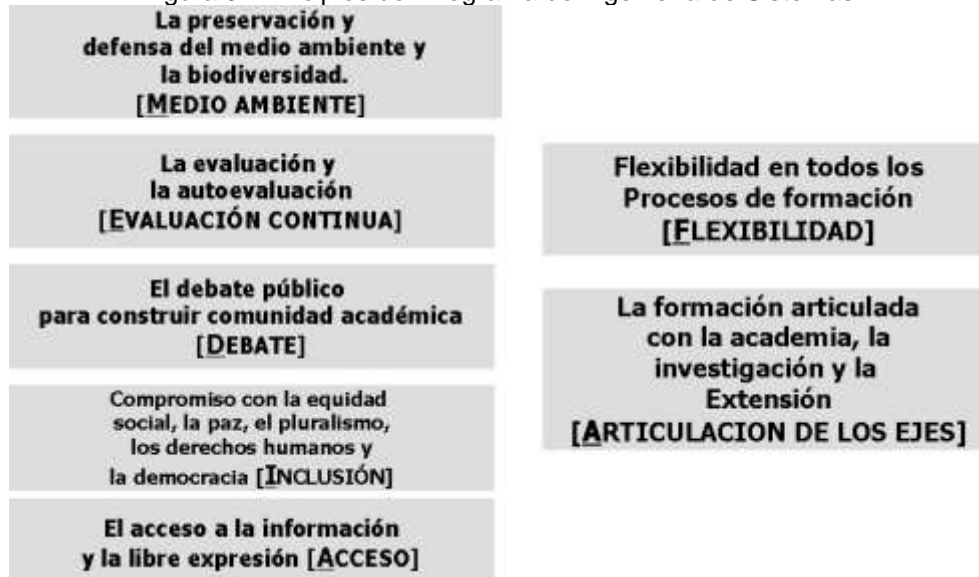 La preservación y
defensa del medio ambiente y
la biodiversidad.
[MEDIO AMBIENTE]
La evaluación y
la autoevaluación
[EVALUACIÓN CONTINUA]
El debate público
para construir comunidad académica
[DEBATE]
Compromiso con la equidad
social, la paz, el pluralismo,
los derechos humanos y
la democracia [INCLUSIÓN]
El acceso a la información
y la libre expresión [ACCESO]
Flexibilidad en todos los
Procesos de formación
[FLEXIBILIDAD]
La formación articulada
con la academia, la
investigación y la
Extensión
[ARTICULACION DE LOS EJES]